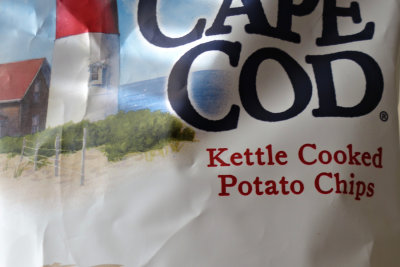 CAPE
COD®
Kettle Cooked
Potato Chips